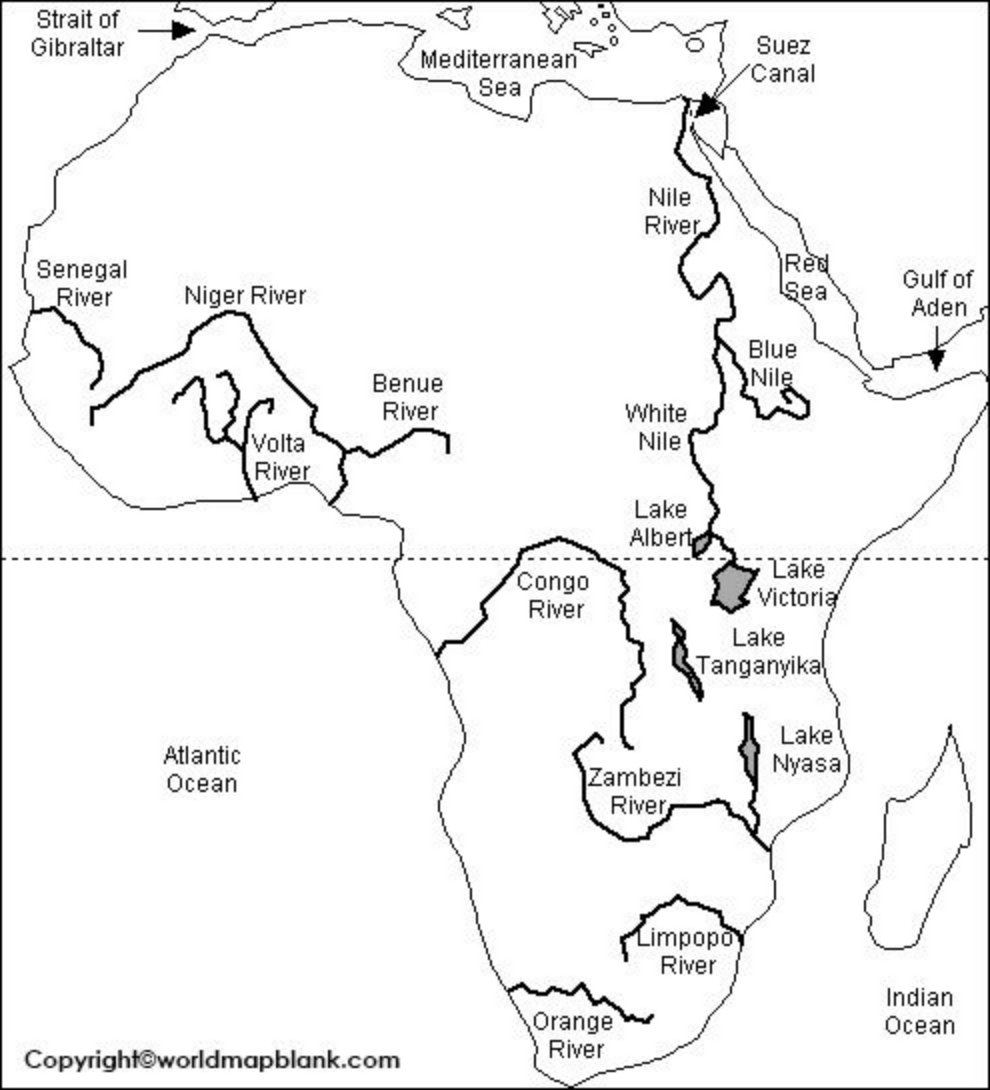 Strait of
Gibraltar
Mediterranean
Sea
Suez
Canal
Nile
River
Red
Sea
Gulf of
Aden
Senegal
River
Niger River
Blue
Nile
Benue
River
White
Nile
Volta
River
Lake
Albert
Congo
River
Lake
Victoria
Lake
Tanganyika
Lake
Nyasa
Atlantic
Ocean
Zambezi
River
Limpopo
River
Indian
Ocean
Orange
River
Copyright©worldmapblank.com